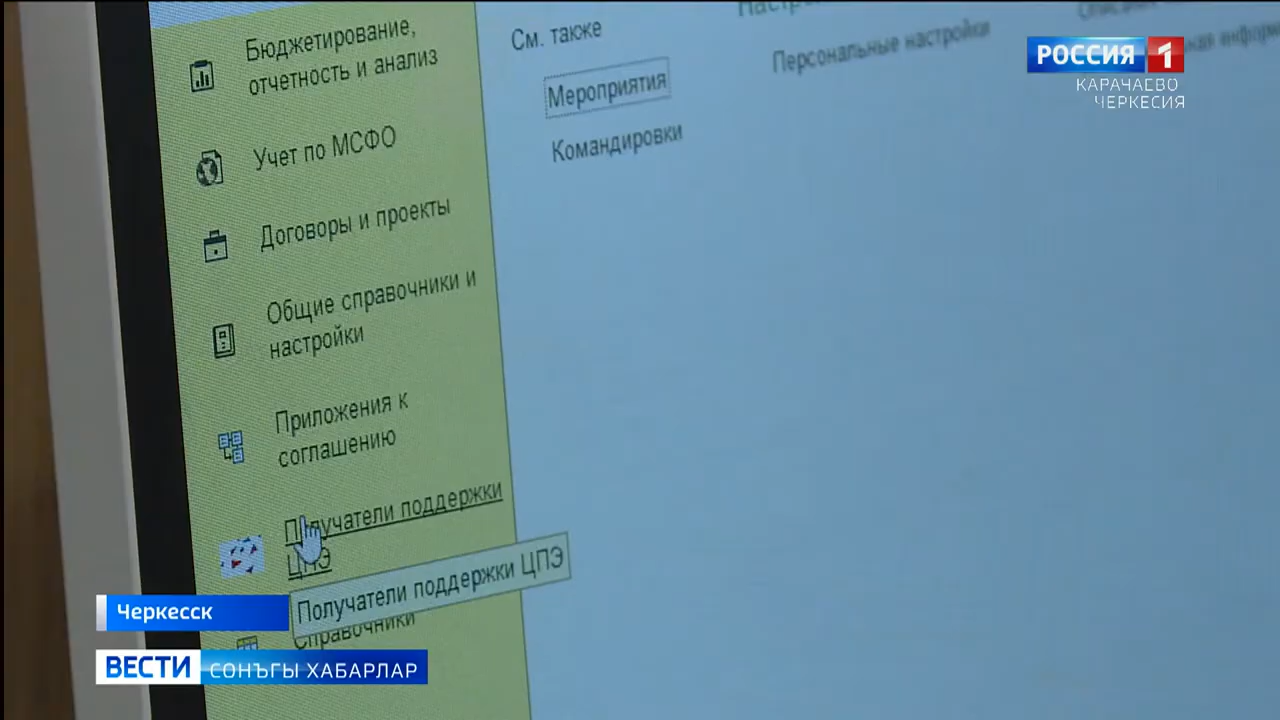 Бюджетирование,
отчетность и анализ
Учет по МСФО
Договоры и проекты
Общие справочники и
настройки
Приложения к
соглашению
Получатели поддержки
ЦПЭ
Получатели поддержки ЦПЭ
Справочники
См. также
Мероприятия
Командировки
Персональные настройки
РОССИЯ 1
КАРАЧАЕВО
ЧЕРКЕСИЯ
Черкесск
ВЕСТИ СОНЪГЫ ХАБАРЛАР